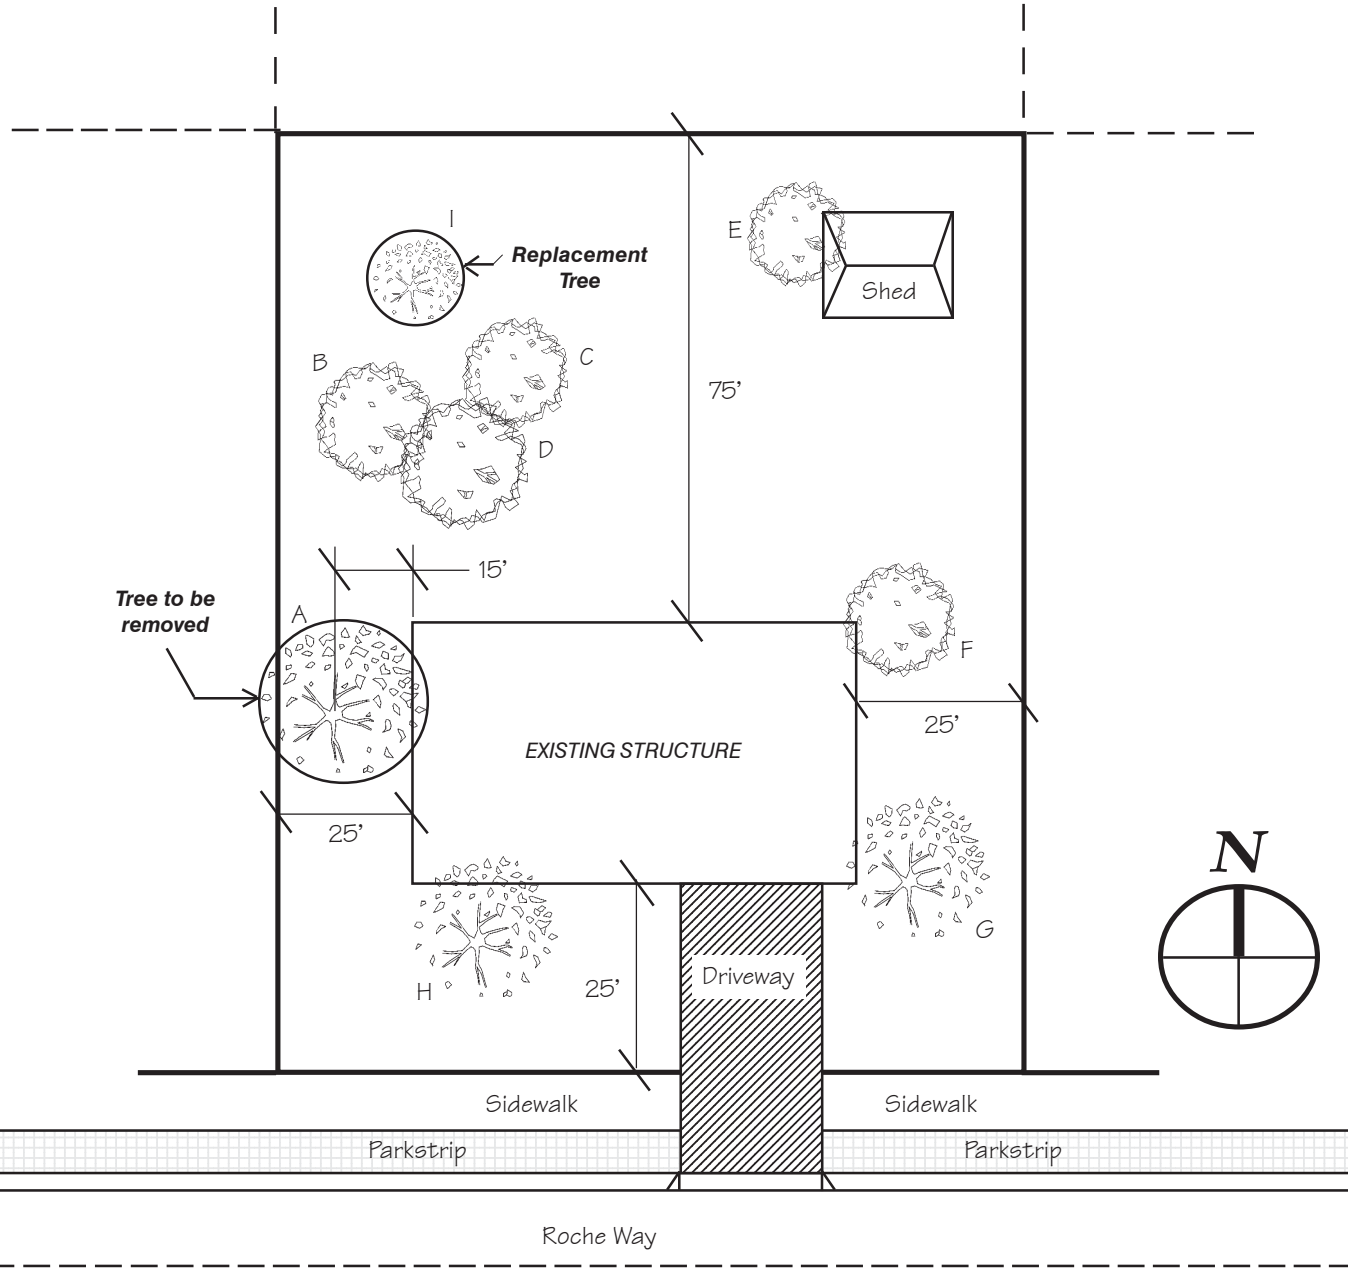 I
Replacement
Tree
E
Shed
B
C
75’
D
15’
Tree to be
removed
A
F
25’
EXISTING STRUCTURE
25’
N
G
Driveway
H
25’
Sidewalk
Sidewalk
Parkstrip
Parkstrip
Roche Way